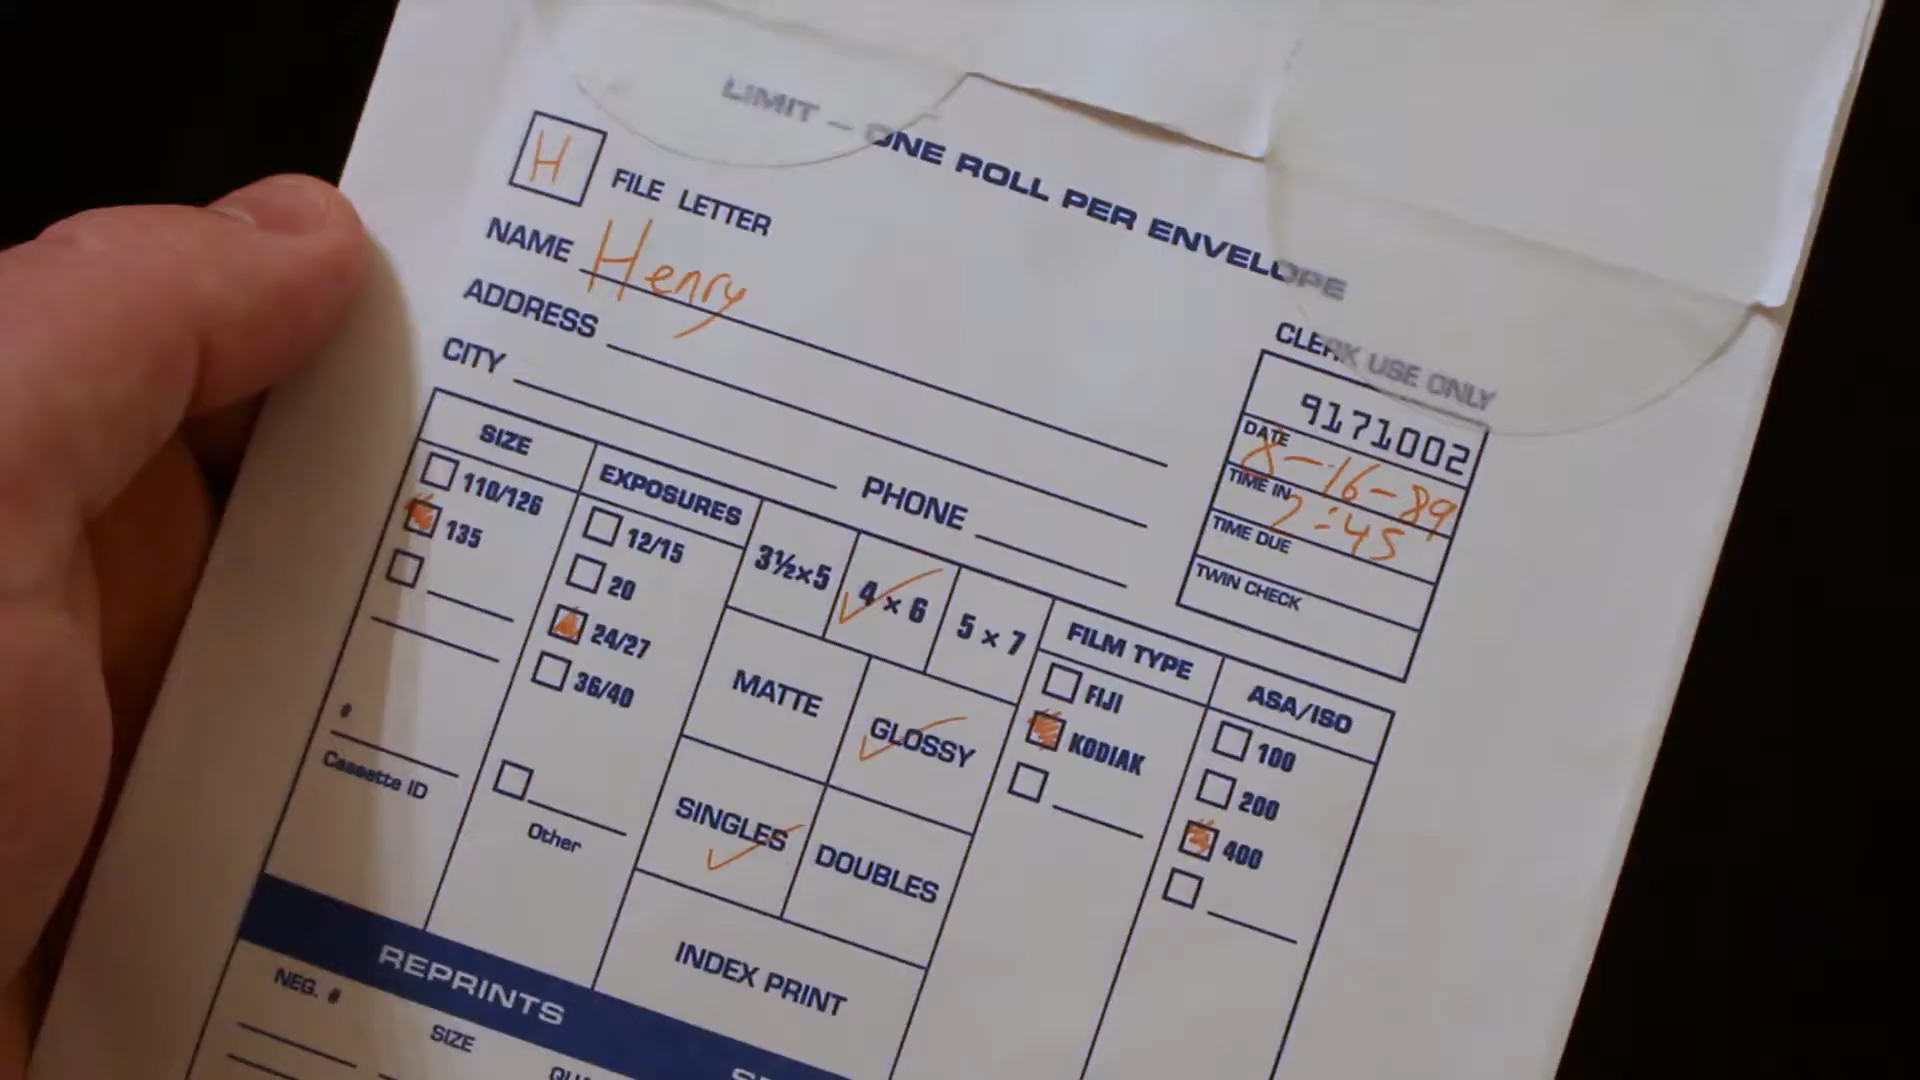 LIMIT – ONE ROLL PER ENVELOPE
H FILE LETTER
NAME Henry
ADDRESS
CITY
PHONE
CLERK USE ONLY
9171002
DATE 8-16-89
TIME IN 2:45
TIME DUE
TWIN CHECK
SIZE
110/126
135
#
Cassette ID
EXPOSURES
12/15
20
24/27
36/40
Other
3½×5
4×6
5×7
MATTE
GLOSSY
SINGLES
DOUBLES
INDEX PRINT
FILM TYPE
FIJI
KODIAK
ASA/ISO
100
200
400
REPRINTS
NEG. #
SIZE